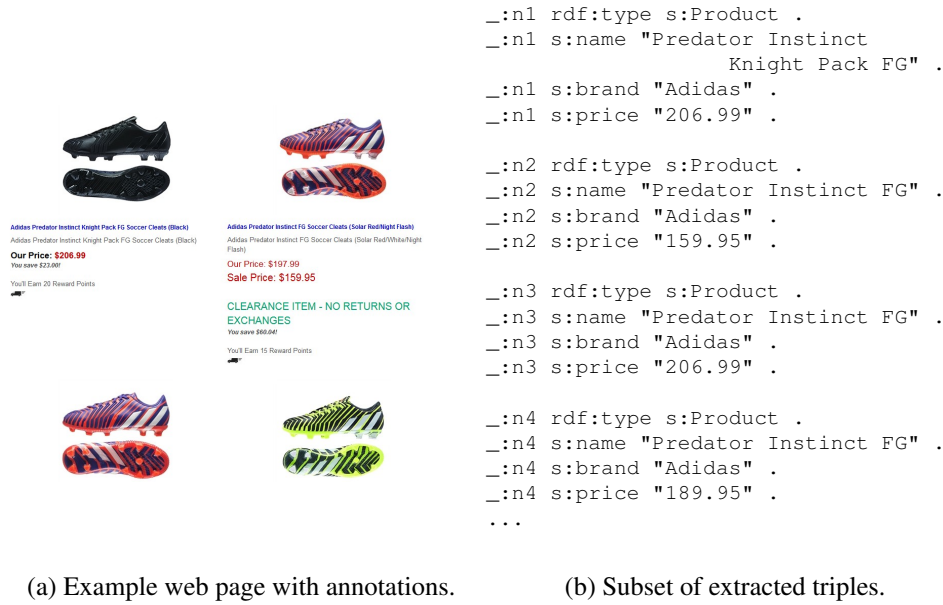 Adidas Predator Instinct Knight Pack FG Soccer Cleats (Black)
Adidas Predator Instinct Knight Pack FG Soccer Cleats (Black)
Our Price: $206.99
You save $23.00!
You'll Earn 20 Reward Points
Adidas Predator Instinct FG Soccer Cleats (Solar Red/Night Flash)
Adidas Predator Instinct FG Soccer Cleats (Solar Red/White/Night
Flash)
Our Price: $197.99
Sale Price: $159.95
CLEARANCE ITEM - NO RETURNS OR
EXCHANGES
You save $60.04!
You'll Earn 15 Reward Points
(a) Example web page with annotations.
_:n1 rdf:type s:Product .
_:n1 s:name "Predator Instinct
Knight Pack FG" .
_:n1 s:brand "Adidas" .
_:n1 s:price "206.99" .
_:n2 rdf:type s:Product .
_:n2 s:name "Predator Instinct FG" .
_:n2 s:brand "Adidas" .
_:n2 s:price "159.95" .
_:n3 rdf:type s:Product .
_:n3 s:name "Predator Instinct FG" .
_:n3 s:brand "Adidas" .
_:n3 s:price "206.99" .
_:n4 rdf:type s:Product .
_:n4 s:name "Predator Instinct FG" .
_:n4 s:brand "Adidas" .
_:n4 s:price "189.95" .
...
(b) Subset of extracted triples.